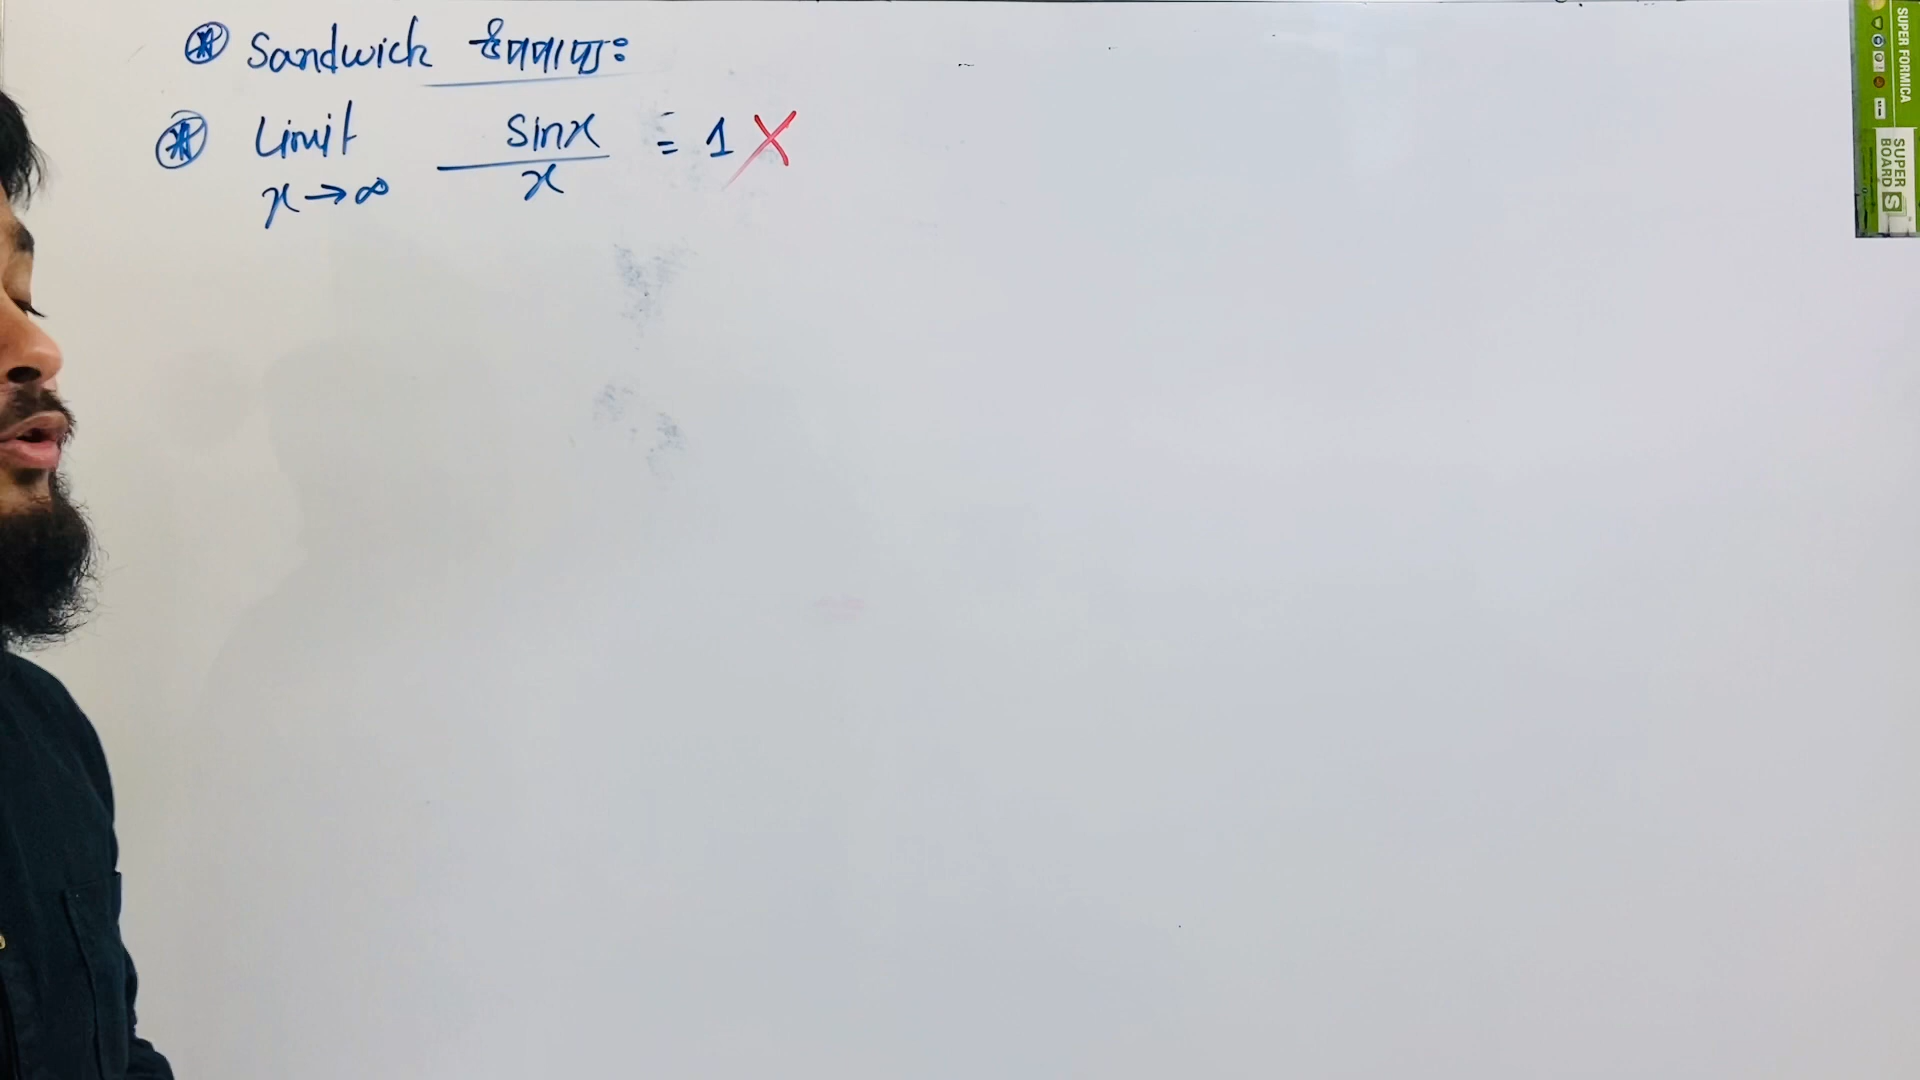 Sandwich উপপাদ্যঃ
Limit sinx/x = 1 ✗
x→∞
SUPER FORMICA
SUPER BOARD S